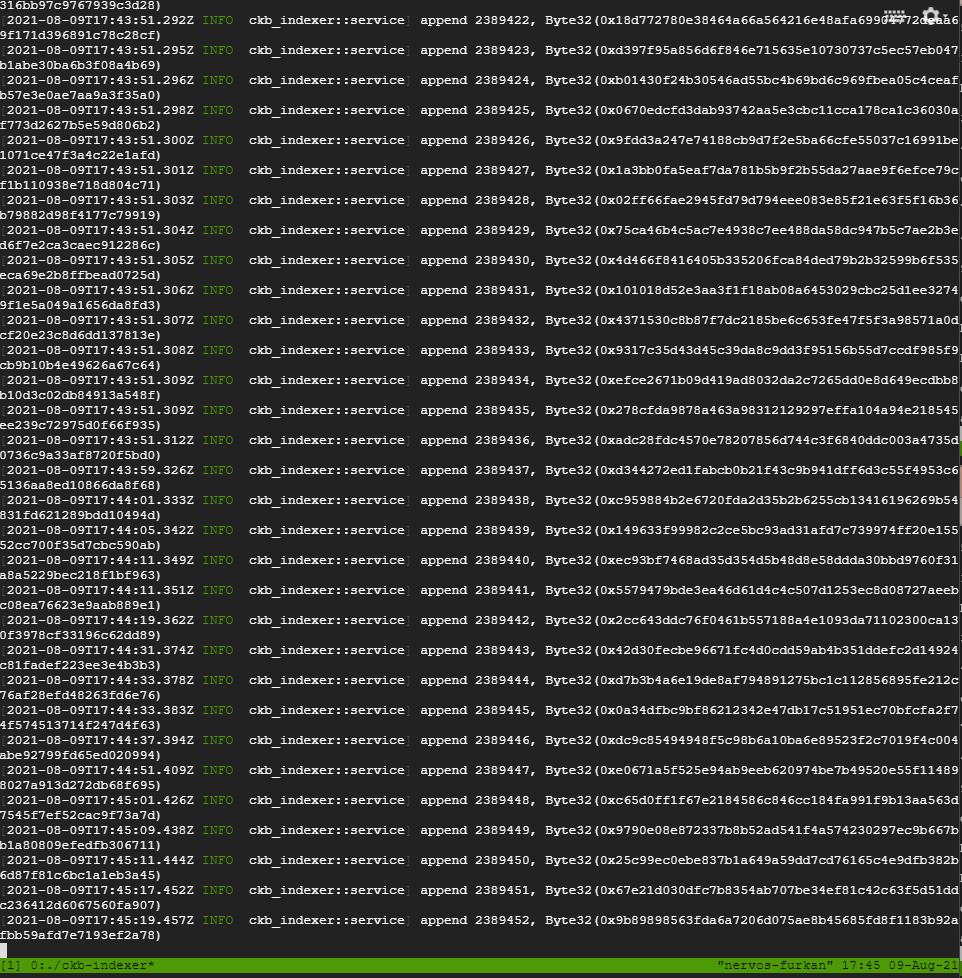 316bb97c9767939c3d28)
[2021-08-09T17:43:51.292Z INFO  ckb_indexer::service] append 2389422,
9f171d396891c78c28cf)
[2021-08-09T17:43:51.295Z INFO  ckb_indexer::service] append 2389423, Byte32(0xd397f95a856d6f846e715635e10730737c5ec57eb047
b1abe30ba6b3f08a4b69)
[2021-08-09T17:43:51.296Z INFO  ckb_indexer::service] append 2389424, Byte32(0xb01430f24b30546ad55bc4b69bd6c969fbea05c4ceaf
b57e3e0ae7aa9a3f35a0)
[2021-08-09T17:43:51.298Z INFO  ckb_indexer::service] append 2389425, Byte32(0x0670edcfd3dab93742aa5e3cbc11cca178ca1c36030a
f773d2627b5e59d806b2)
[2021-08-09T17:43:51.300Z INFO  ckb_indexer::service] append 2389426, Byte32(0x9fdd3a247e74188cb9d7f2e5ba66cfe55037c16991be
1071ce47f3a4c22e1afd)
[2021-08-09T17:43:51.301Z INFO  ckb_indexer::service] append 2389427, Byte32(0x1a3bb0fa5eaf7da781b5b9f2b55da27aae9f6efce79c
f1b110938e718d804c71)
[2021-08-09T17:43:51.303Z INFO  ckb_indexer::service] append 2389428, Byte32(0x02ff66fae2945fd79d794eee083e85f21e63f5f16b36
b79882d98f4177c79919)
[2021-08-09T17:43:51.304Z INFO  ckb_indexer::service] append 2389429, Byte32(0x75ca46b4c5ac7e4938c7ee488da58dc947b5c7ae2b3e
d6f7e2ca3caec912286c)
[2021-08-09T17:43:51.305Z INFO  ckb_indexer::service] append 2389430, Byte32(0x4d466f8416405b335206fca84ded79b2b32599b6f535
eca69e2b8ffbead0725d)
[2021-08-09T17:43:51.306Z INFO  ckb_indexer::service] append 2389431, Byte32(0x101018d52e3aa3f1f18ab08a6453029cbc25d1ee3274
9f1e5a049a1656da8fd3)
[2021-08-09T17:43:51.307Z INFO  ckb_indexer::service] append 2389432, Byte32(0x4371530c8b87f7dc2185be6c653fe47f5f3a98571a0d
cf20e23c8d6dd137813e)
[2021-08-09T17:43:51.308Z INFO  ckb_indexer::service] append 2389433, Byte32(0x9317c35d43d45c39da8c9dd3f95156b55d7ccdf985f9
cb9b10b4e49626a67c64)
[2021-08-09T17:43:51.309Z INFO  ckb_indexer::service] append 2389434, Byte32(0xefce2671b09d419ad8032da2c7265dd0e8d649ecdbb8
b10d3c02db84913a548f)
[2021-08-09T17:43:51.309Z INFO  ckb_indexer::service] append 2389435, Byte32(0x278cfda9878a463a98312129297effa104a94e218545
ee239c72975d0f66f935)
[2021-08-09T17:43:51.312Z INFO  ckb_indexer::service] append 2389436, Byte32(0xadc28fdc4570e78207856d744c3f6840ddc003a4735d
0736c9a33af8720f5bd0)
[2021-08-09T17:43:59.326Z INFO  ckb_indexer::service] append 2389437, Byte32(0xd344272ed1fabcb0b21f43c9b941dff6d3c55f4953c6
5136aa8ed10866da8f68)
[2021-08-09T17:44:01.333Z INFO  ckb_indexer::service] append 2389438, Byte32(0xc959884b2e6720fda2d35b2b6255cb13416196269b54
831fd621289bdd10494d)
[2021-08-09T17:44:05.342Z INFO  ckb_indexer::service] append 2389439, Byte32(0x149633f99982c2ce5bc93ad31afd7c739974ff20e155
52cc700f35d7cbc590ab)
[2021-08-09T17:44:11.349Z INFO  ckb_indexer::service] append 2389440, Byte32(0xec93bf7468ad35d354d5b48d8e58ddda30bbd9760f31
a8a5229bec218f1bf963)
[2021-08-09T17:44:11.351Z INFO  ckb_indexer::service] append 2389441, Byte32(0x5579479bde3ea46d61d4c4c507d1253ec8d08727aeeb
c08ea76623e9aab889e1)
[2021-08-09T17:44:19.362Z INFO  ckb_indexer::service] append 2389442, Byte32(0x2cc643ddc76f0461b557188a4e1093da71102300ca13
0f3978cf33196c62dd89)
[2021-08-09T17:44:31.374Z INFO  ckb_indexer::service] append 2389443, Byte32(0x42d30fecbe96671fc4d0cdd59ab4b351ddefc2d14924
c81fadef223ee3e4b3b3)
[2021-08-09T17:44:33.378Z INFO  ckb_indexer::service] append 2389444, Byte32(0xd7b3b4a6e19de8af794891275bc1c112856895fe212c
76af28efd48263fd6e76)
[2021-08-09T17:44:33.383Z INFO  ckb_indexer::service] append 2389445, Byte32(0x0a34dfbc9bf86212342e47db17c51951ec70bfcfa2f7
4f574513714f247d4f63)
[2021-08-09T17:44:37.394Z INFO  ckb_indexer::service] append 2389446, Byte32(0xdc9c85494948f5c98b6a10ba6e89523f2c7019f4c004
abe92799fd65ed020994)
[2021-08-09T17:44:51.409Z INFO  ckb_indexer::service] append 2389447, Byte32(0xe0671a5f525e94ab9eeb620974be7b49520e55f11489
8027a913d272db68f695)
[2021-08-09T17:45:01.426Z INFO  ckb_indexer::service] append 2389448, Byte32(0xc65d0ff1f67e2184586c846cc184fa991f9b13aa563d
7545f7ef52cac9f73a7d)
[2021-08-09T17:45:09.438Z INFO  ckb_indexer::service] append 2389449, Byte32(0x9790e08e872337b8b52ad541f4a574230297ec9b667b
b1a80809efedfb306711)
[2021-08-09T17:45:11.444Z INFO  ckb_indexer::service] append 2389450, Byte32(0x25c99ec0ebe837b1a649a59dd7cd76165c4e9dfb382b
6d87f81c6bc1a1eb3a45)
[2021-08-09T17:45:17.452Z INFO  ckb_indexer::service] append 2389451, Byte32(0x67e21d030dfc7b8354ab707be34ef81c42c63f5d51dd
c236412d6067560fa907)
[2021-08-09T17:45:19.457Z INFO  ckb_indexer::service] append 2389452, Byte32(0x9b89898563fda6a7206d075ae8b45685fd8f1183b92a
fbb59afd7e7193ef2a78)
[1] 0:./ckb-indexer* "nervos-furkan" 17:45 09-Aug-21